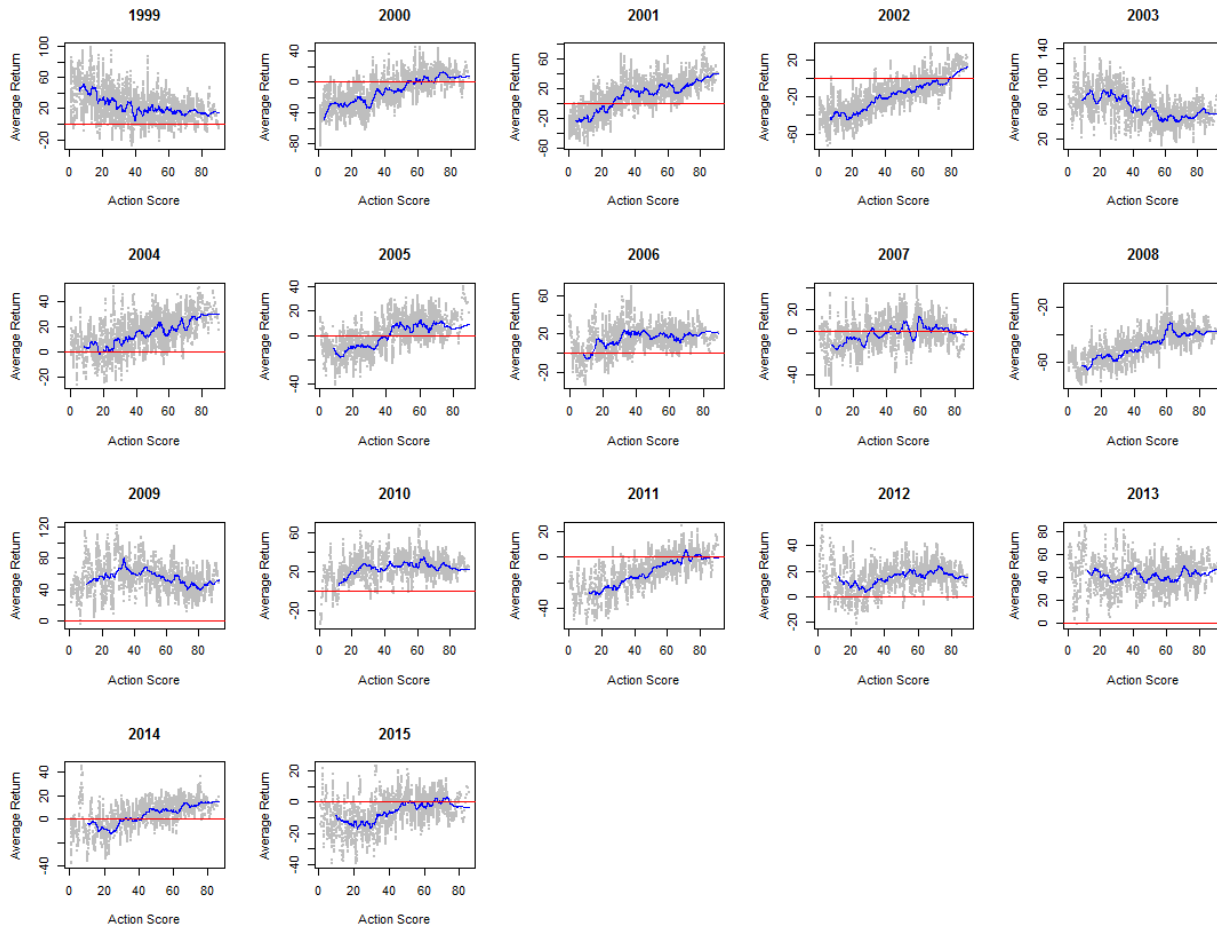 1999 2000 2001 2002 2003
Average Return Average Return Average Return Average Return Average Return
-20 20 60 100
-80 -40 0 40
-60 -20 20 80
-60 -20 20
20 60 100 140
0 20 40 60 80 0 20 40 60 80 0 20 40 60 80 0 20 40 60 80 0 20 40 60 80
Action Score Action Score Action Score Action Score Action Score
2004 2005 2006 2007 2008
Average Return Average Return Average Return Average Return Average Return
-20 0 20 40
-40 0 20
-20 20 60
-40 0 20
-60 -20
0 20 40 60 80 0 20 40 60 80 0 20 40 60 80 0 20 40 60 80 0 20 40 60 80
Action Score Action Score Action Score Action Score Action Score
2009 2010 2011 2012 2013
Average Return Average Return Average Return Average Return Average Return
0 40 80 120
-20 20 60
-40 0 20
-20 0 20 40
0 20 40 60 80
0 20 40 60 80 0 20 40 60 80 0 20 40 60 80 0 20 40 60 80 0 20 40 60 80
Action Score Action Score Action Score Action Score Action Score
2014 2015
Average Return Average Return
-40 0 20 40
-40 -20 0 20
0 20 40 60 80 0 20 40 60 80
Action Score Action Score